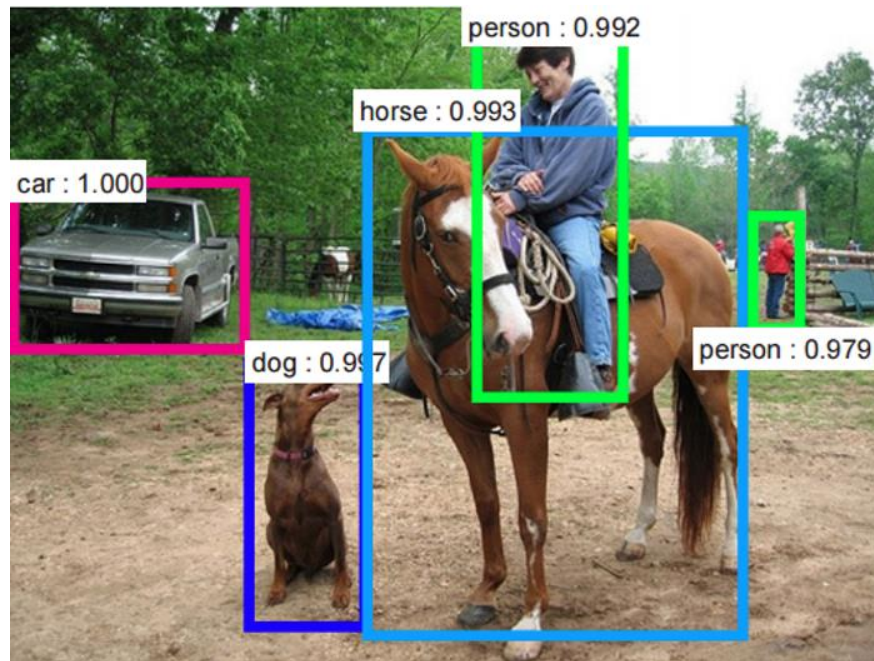 person : 0.992
horse : 0.993
car : 1.000
dog : 0.997
person : 0.979